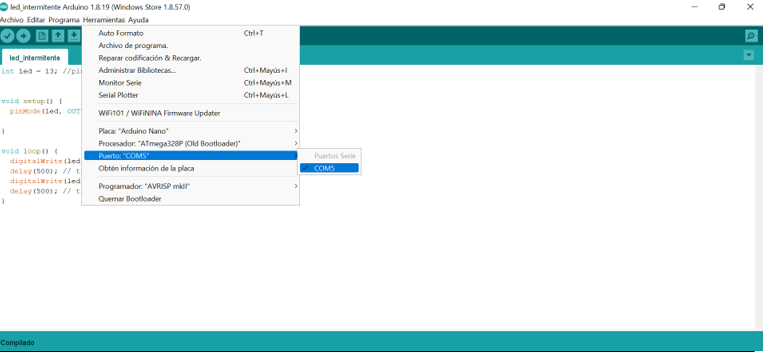 led_intermitente Arduino 1.8.19 (Windows Store 1.8.57.0)
Archivo Editar Programa Herramientas Ayuda
led_intermitente
int led = 13; //pi
void setup() {
pinMode(led, OUT
}
void loop() {
digitalWrite(led
delay(500); // t
digitalWrite(led
delay(500); // t
}
Auto Formato Ctrl+T
Archivo de programa.
Reparar codificación & Recargar.
Administrar Bibliotecas... Ctrl+Mayús+I
Monitor Serie Ctrl+Mayús+M
Serial Plotter Ctrl+Mayús+L
WiFi101 / WiFiNINA Firmware Updater
Placa: "Arduino Nano"
Procesador: "ATmega328P (Old Bootloader)"
Puerto: "COM5"
Obtén información de la placa
Programador: "AVRISP mkII"
Quemar Bootloader
Puertos Serie
COM5
Compilado